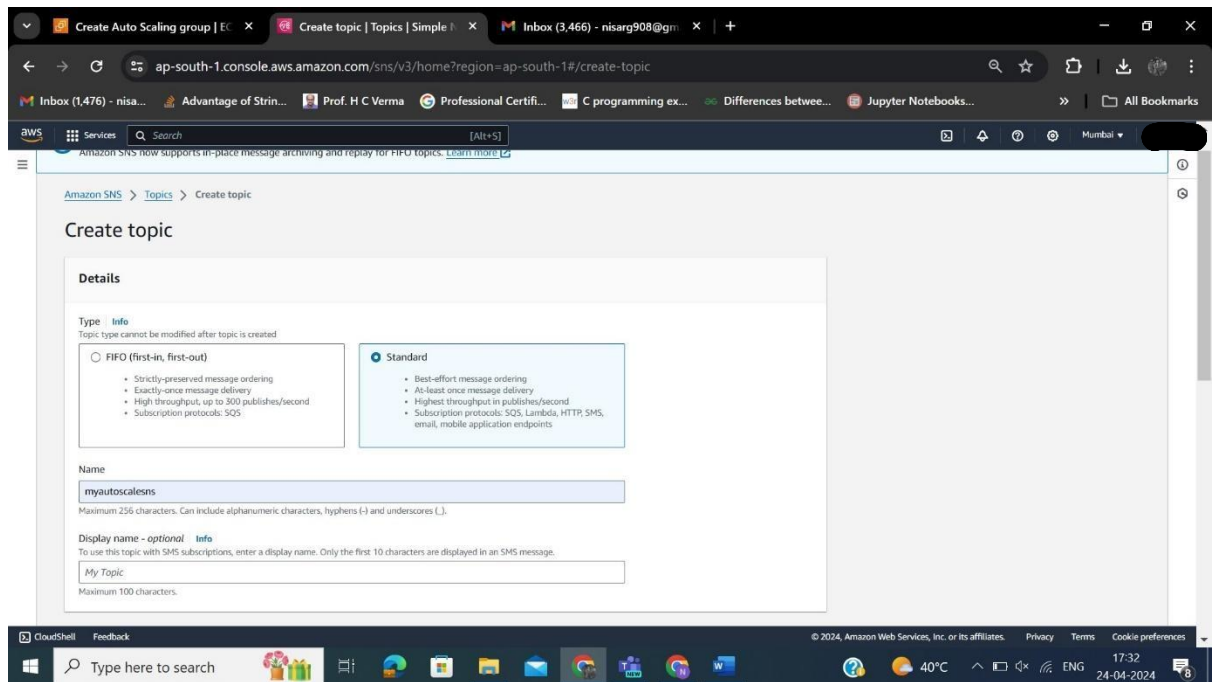 Create Auto Scaling group | EC
Create topic | Topics | Simple N
Inbox (3,466) - nisarg908@gm
ap-south-1.console.aws.amazon.com/sns/v3/home?region=ap-south-1#/create-topic
Inbox (1,476) - nisa...
Advantage of Strin...
Prof. H C Verma
Professional Certifi...
C programming ex...
Differences betwee...
Jupyter Notebooks...
»
All Bookmarks
aws
Services
Search
[Alt+S]
Mumbai
Amazon SNS now supports in-place message archiving and replay for FIFO topics. Learn more
Amazon SNS > Topics > Create topic
Create topic
Details
Type | Info
Topic type cannot be modified after topic is created
FIFO (first-in, first-out)
• Strictly-preserved message ordering
• Exactly-once message delivery
• High throughput, up to 300 publishes/second
• Subscription protocols: SQS
Standard
• Best-effort message ordering
• At-least once message delivery
• Highest throughput in publishes/second
• Subscription protocols: SQS, Lambda, HTTP, SMS,
email, mobile application endpoints
Name
myautoscalesns
Maximum 256 characters. Can include alphanumeric characters, hyphens (-) and underscores (_).
Display name - optional Info
To use this topic with SMS subscriptions, enter a display name. Only the first 10 characters are displayed in an SMS message.
My Topic
Maximum 100 characters.
CloudShell
Feedback
© 2024, Amazon Web Services, Inc. or its affiliates.
Privacy
Terms
Cookie preferences
Type here to search
NEW
40°C
ENG
17:32
24-04-2024
8